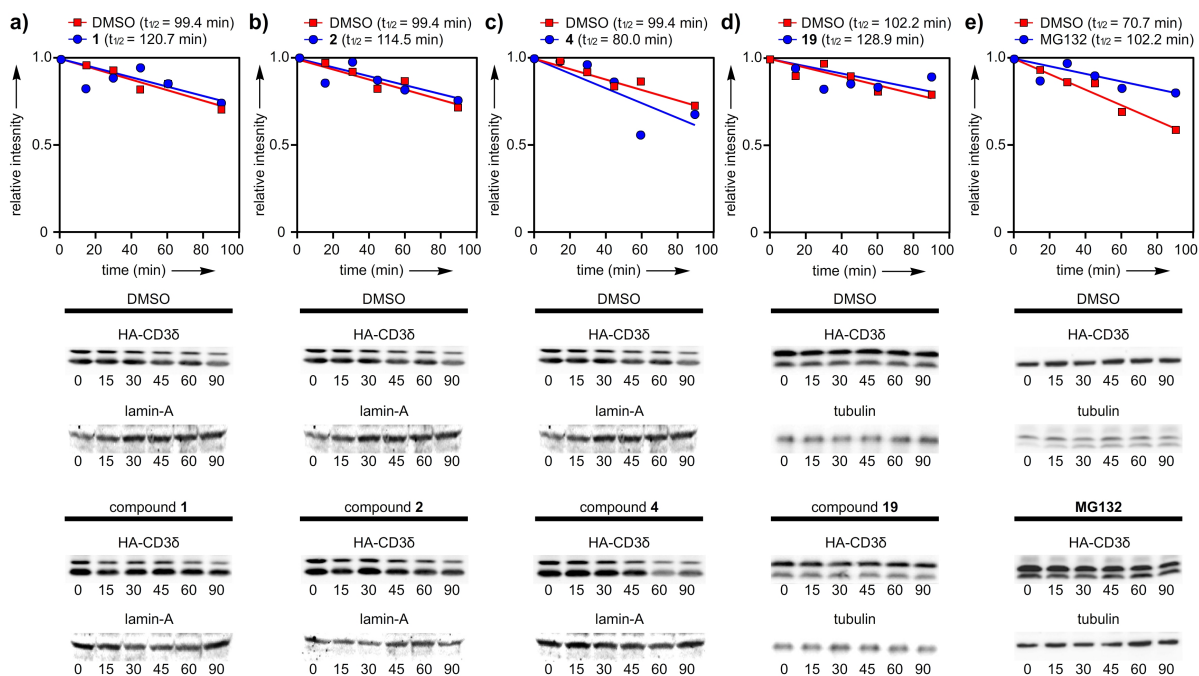 a)
DMSO (t1/2 = 99.4 min)
1 (t1/2 = 120.7 min)
1.0
0.5
0
relative intesnity
0 20 40 60 80 100
time (min)
DMSO
HA-CD3δ
0 15 30 45 60 90
lamin-A
0 15 30 45 60 90
compound 1
HA-CD3δ
0 15 30 45 60 90
lamin-A
0 15 30 45 60 90
b)
DMSO (t1/2 = 99.4 min)
2 (t1/2 = 114.5 min)
1.0
0.5
0
relative intesnity
0 20 40 60 80 100
time (min)
DMSO
HA-CD3δ
0 15 30 45 60 90
lamin-A
0 15 30 45 60 90
compound 2
HA-CD3δ
0 15 30 45 60 90
lamin-A
0 15 30 45 60 90
c)
DMSO (t1/2 = 99.4 min)
4 (t1/2 = 80.0 min)
1.0
0.5
0
relative intesnity
0 20 40 60 80 100
time (min)
DMSO
HA-CD3δ
0 15 30 45 60 90
lamin-A
0 15 30 45 60 90
compound 4
HA-CD3δ
0 15 30 45 60 90
lamin-A
0 15 30 45 60 90
d)
DMSO (t1/2 = 102.2 min)
19 (t1/2 = 128.9 min)
1.0
0.5
0
relative intesnity
0 20 40 60 80 100
time (min)
DMSO
HA-CD3δ
0 15 30 45 60 90
tubulin
0 15 30 45 60 90
compound 19
HA-CD3δ
0 15 30 45 60 90
tubulin
0 15 30 45 60 90
e)
DMSO (t1/2 = 70.7 min)
MG132 (t1/2 = 102.2 min)
1.0
0.5
0
relative intesnity
0 20 40 60 80 100
time (min)
DMSO
HA-CD3δ
0 15 30 45 60 90
tubulin
0 15 30 45 60 90
MG132
HA-CD3δ
0 15 30 45 60 90
tubulin
0 15 30 45 60 90